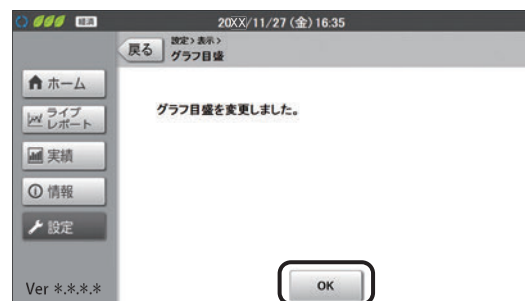 経済
20XX/11/27 (金) 16:35
戻る
設定>表示>
グラフ目盛
ホーム
ライブ
レポート
実績
情報
設定
Ver *.*.*.*
グラフ目盛を変更しました。
OK